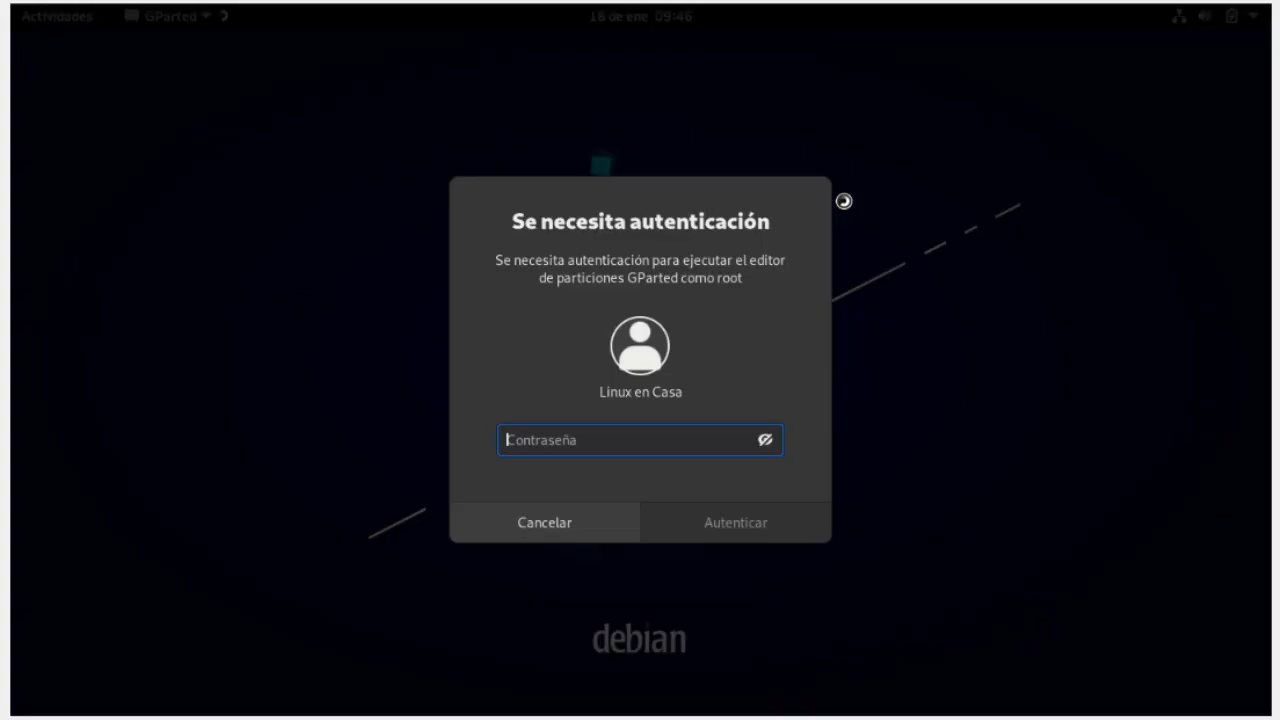 Actividades GParted 18 de ene 09:46
Se necesita autenticación
Se necesita autenticación para ejecutar el editor
de particiones GParted como root
Linux en Casa
Contraseña
Cancelar Autenticar
debian